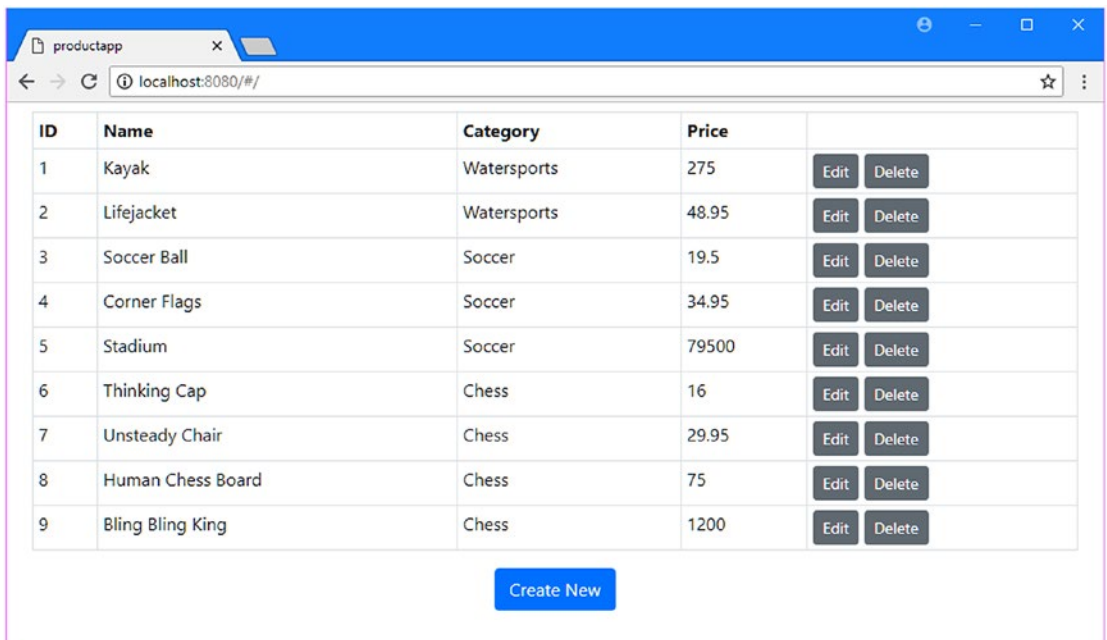 productapp
localhost:8080/#/
ID Name Category Price
1 Kayak Watersports 275 Edit Delete
2 Lifejacket Watersports 48.95 Edit Delete
3 Soccer Ball Soccer 19.5 Edit Delete
4 Corner Flags Soccer 34.95 Edit Delete
5 Stadium Soccer 79500 Edit Delete
6 Thinking Cap Chess 16 Edit Delete
7 Unsteady Chair Chess 29.95 Edit Delete
8 Human Chess Board Chess 75 Edit Delete
9 Bling Bling King Chess 1200 Edit Delete
Create New